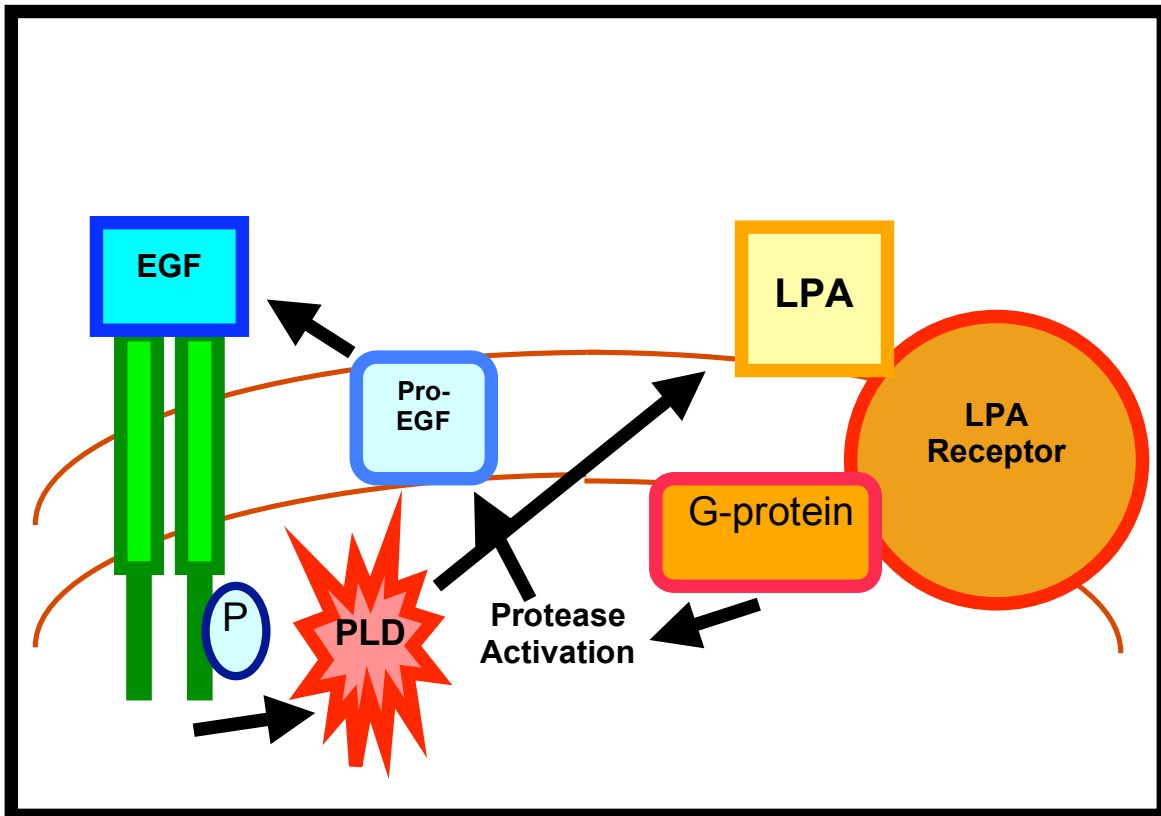 EGF
LPA
Pro-
EGF
LPA
Receptor
G-protein
P
PLD
Protease
Activation